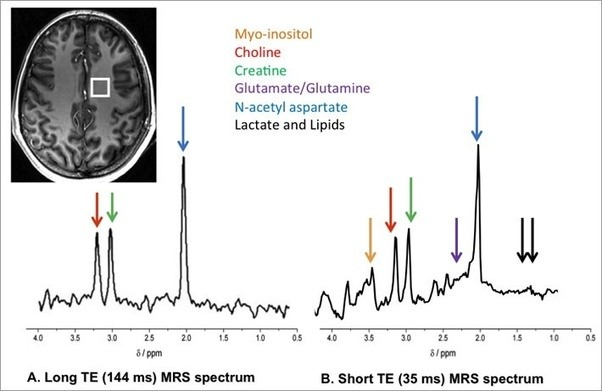 Myo-inositol
Choline
Creatine
Glutamate/Glutamine
N-acetyl aspartate
Lactate and Lipids
4.0 3.5 3.0 2.5 2.0 1.5 1.0 0.5
δ / ppm
A. Long TE (144 ms) MRS spectrum
3.5 3.0 2.5 2.0 1.5 1.0 0.5
4.0
δ / ppm
B. Short TE (35 ms) MRS spectrum